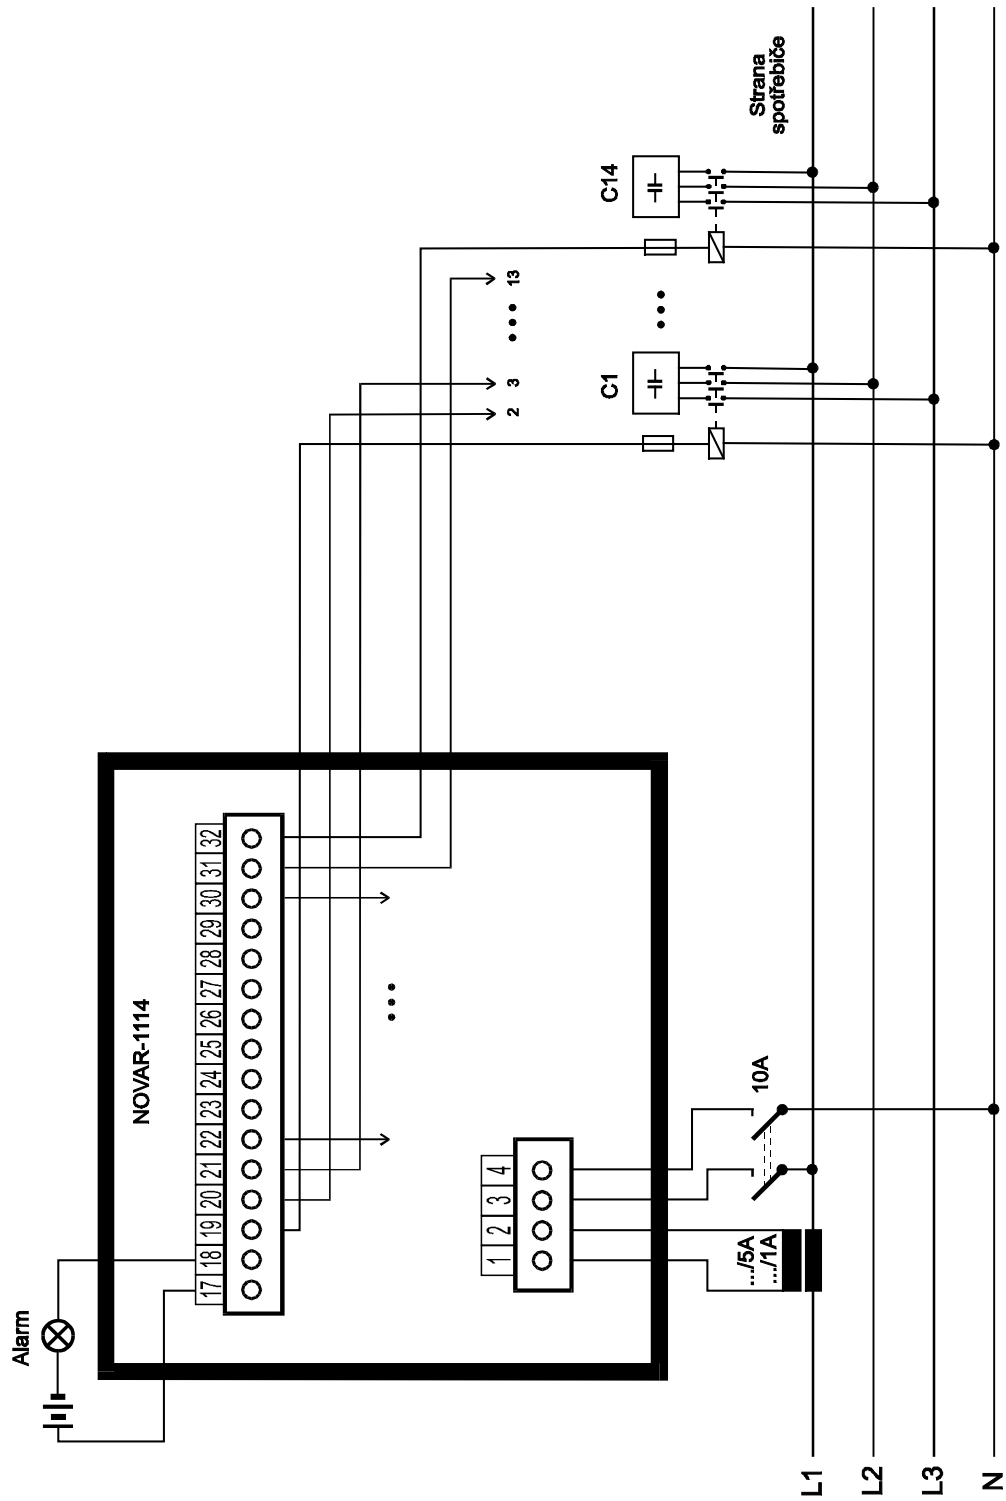 Alarm
NOVAR-1114
17 18 19 20 21 22 23 24 25 26 27 28 29 30 31 32
1 2 3 4
.../5A
.../1A
10A
2
3
13
C1
C14
Strana
spotřebiče
L1
L2
L3
N